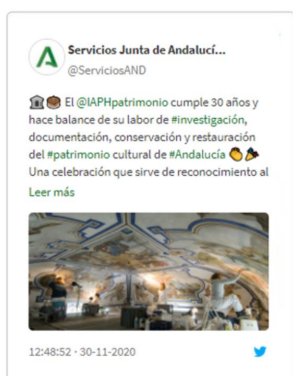 Servicios Junta de Andalucí...
@ServiciosAND
🏛️🎂 El @IAPHpatrimonio cumple 30 años y
hace balance de su labor de #investigación,
documentación, conservación y restauración
del #patrimonio cultural de #Andalucía 👏🎉
Una celebración que sirve de reconocimiento al
Leer más
12:48:52 · 30-11-2020